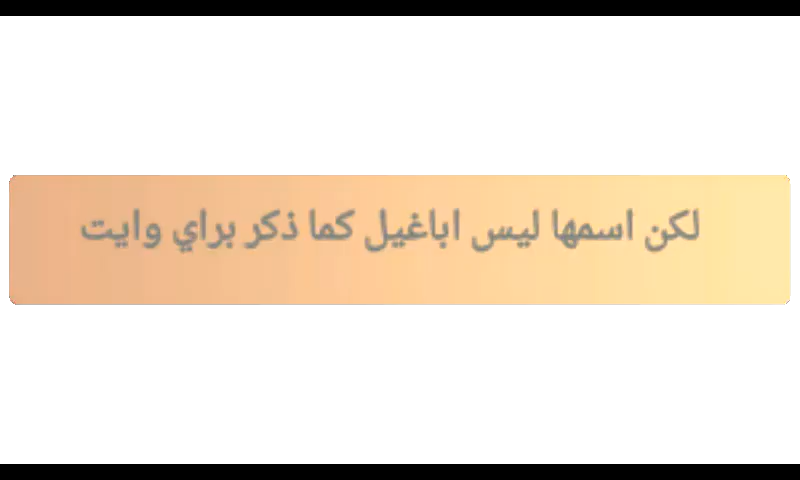 لكن اسمها ليس اباغيل كما ذكر براي وايت